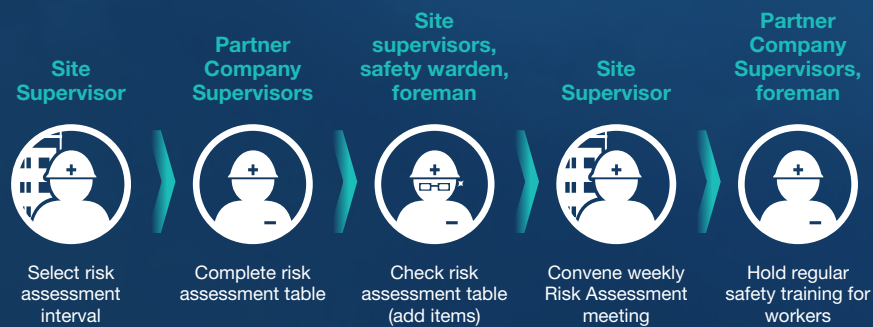 Site
Supervisor
Partner
Company
Supervisors
Site
supervisors,
safety warden,
foreman
Site
Supervisor
Partner
Company
Supervisors,
foreman
Select risk
assessment
interval
Complete risk
assessment table
Check risk
assessment table
(add items)
Convene weekly
Risk Assessment
meeting
Hold regular
safety training for
workers